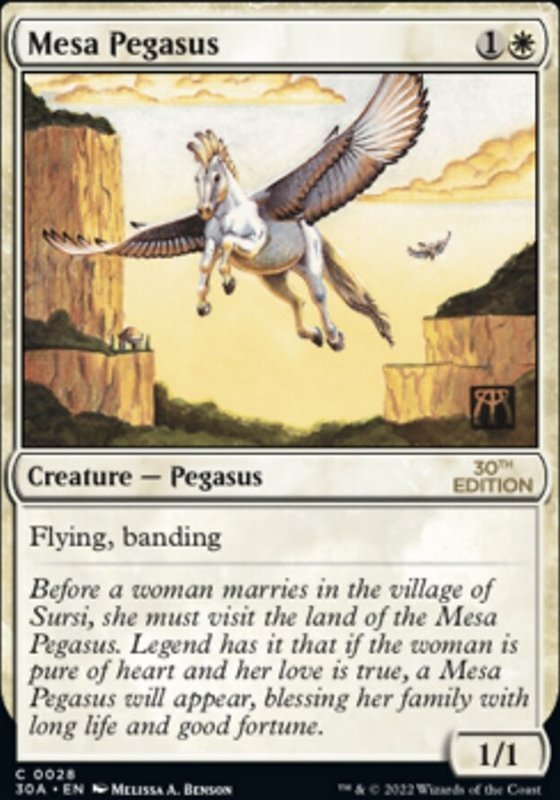 Mesa Pegasus 1
Creature — Pegasus
30TH
EDITION
Flying, banding
Before a woman marries in the village of
Sursi, she must visit the land of the Mesa
Pegasus. Legend has it that if the woman is
pure of heart and her love is true, a Mesa
Pegasus will appear, blessing her family with
long life and good fortune.
1/1
C 0028
30A • EN Melissa A. Benson
™ & © 2022 Wizards of the Coast